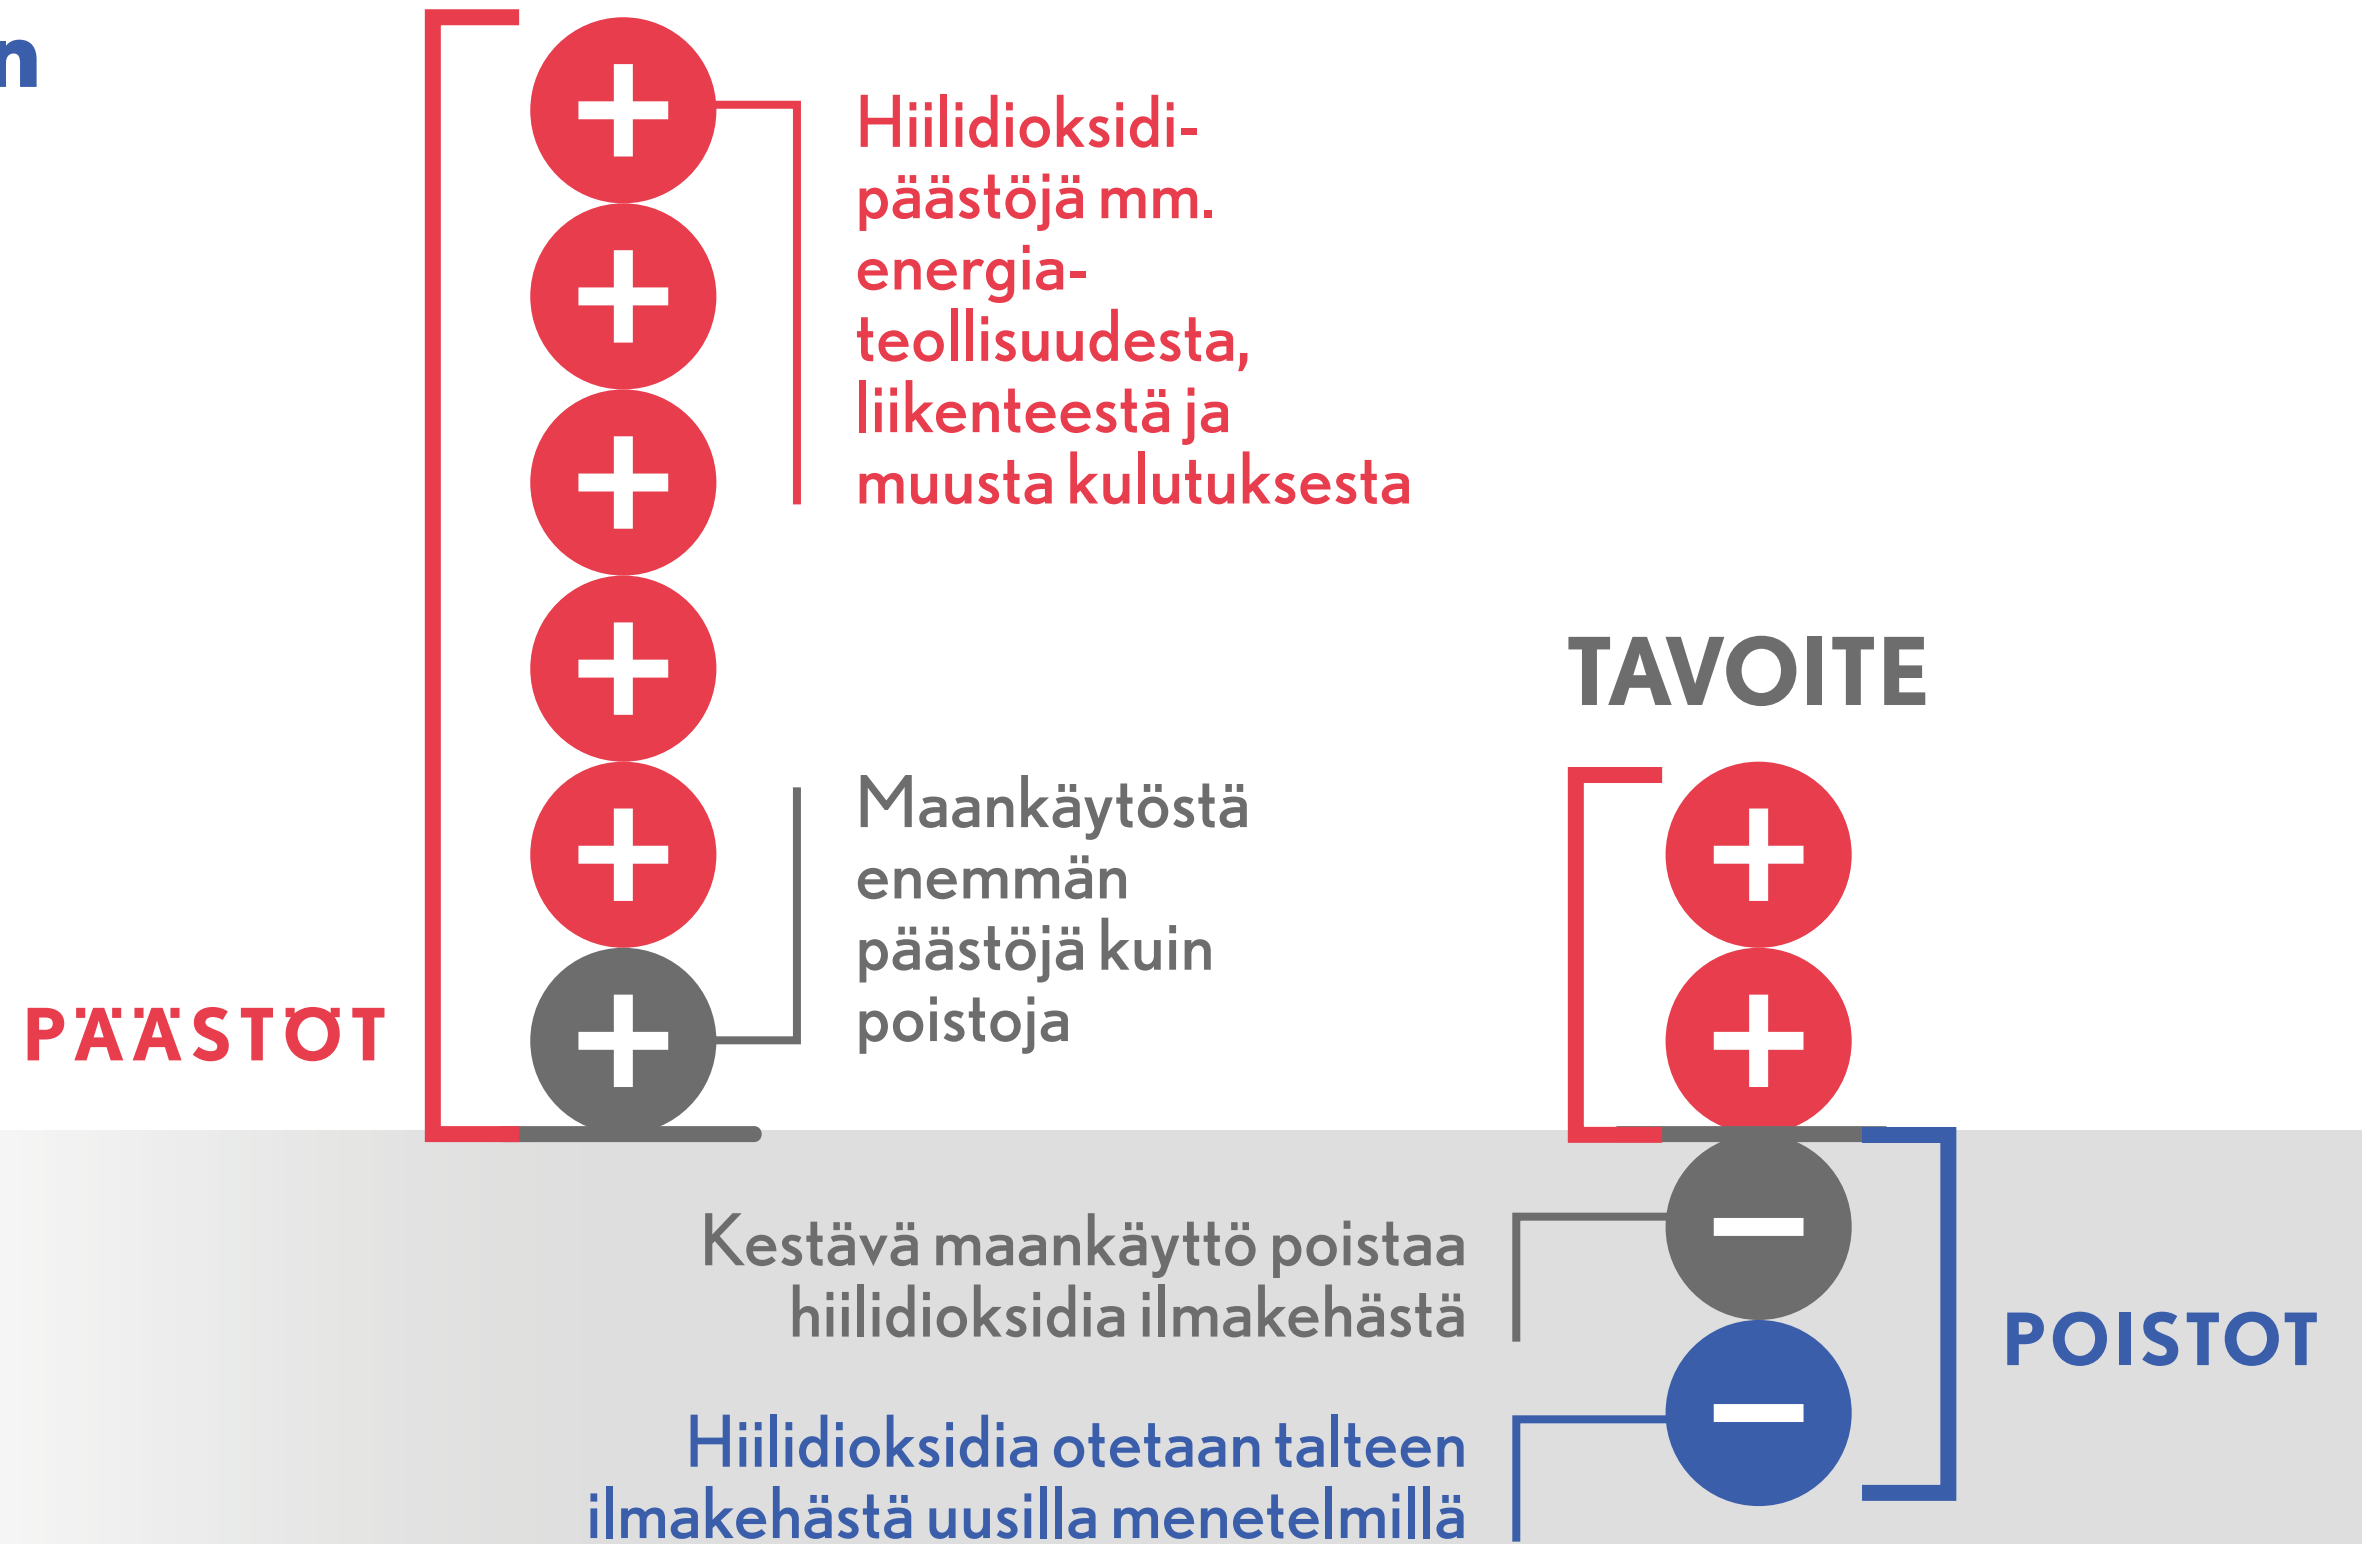 n
Hiilidioksidi-
päästöjä mm.
energia-
teollisuudesta,
liikenteestä ja
muusta kulutuksesta
TAVOITE
Maankäytöstä
enemmän
päästöjä kuin
poistoja
PÄÄSTÖT
Kestävä maankäyttö poistaa
hiilidioksidia ilmakehästä
POISTOT
Hiilidioksidia otetaan talteen
ilmakehästä uusilla menetelmillä